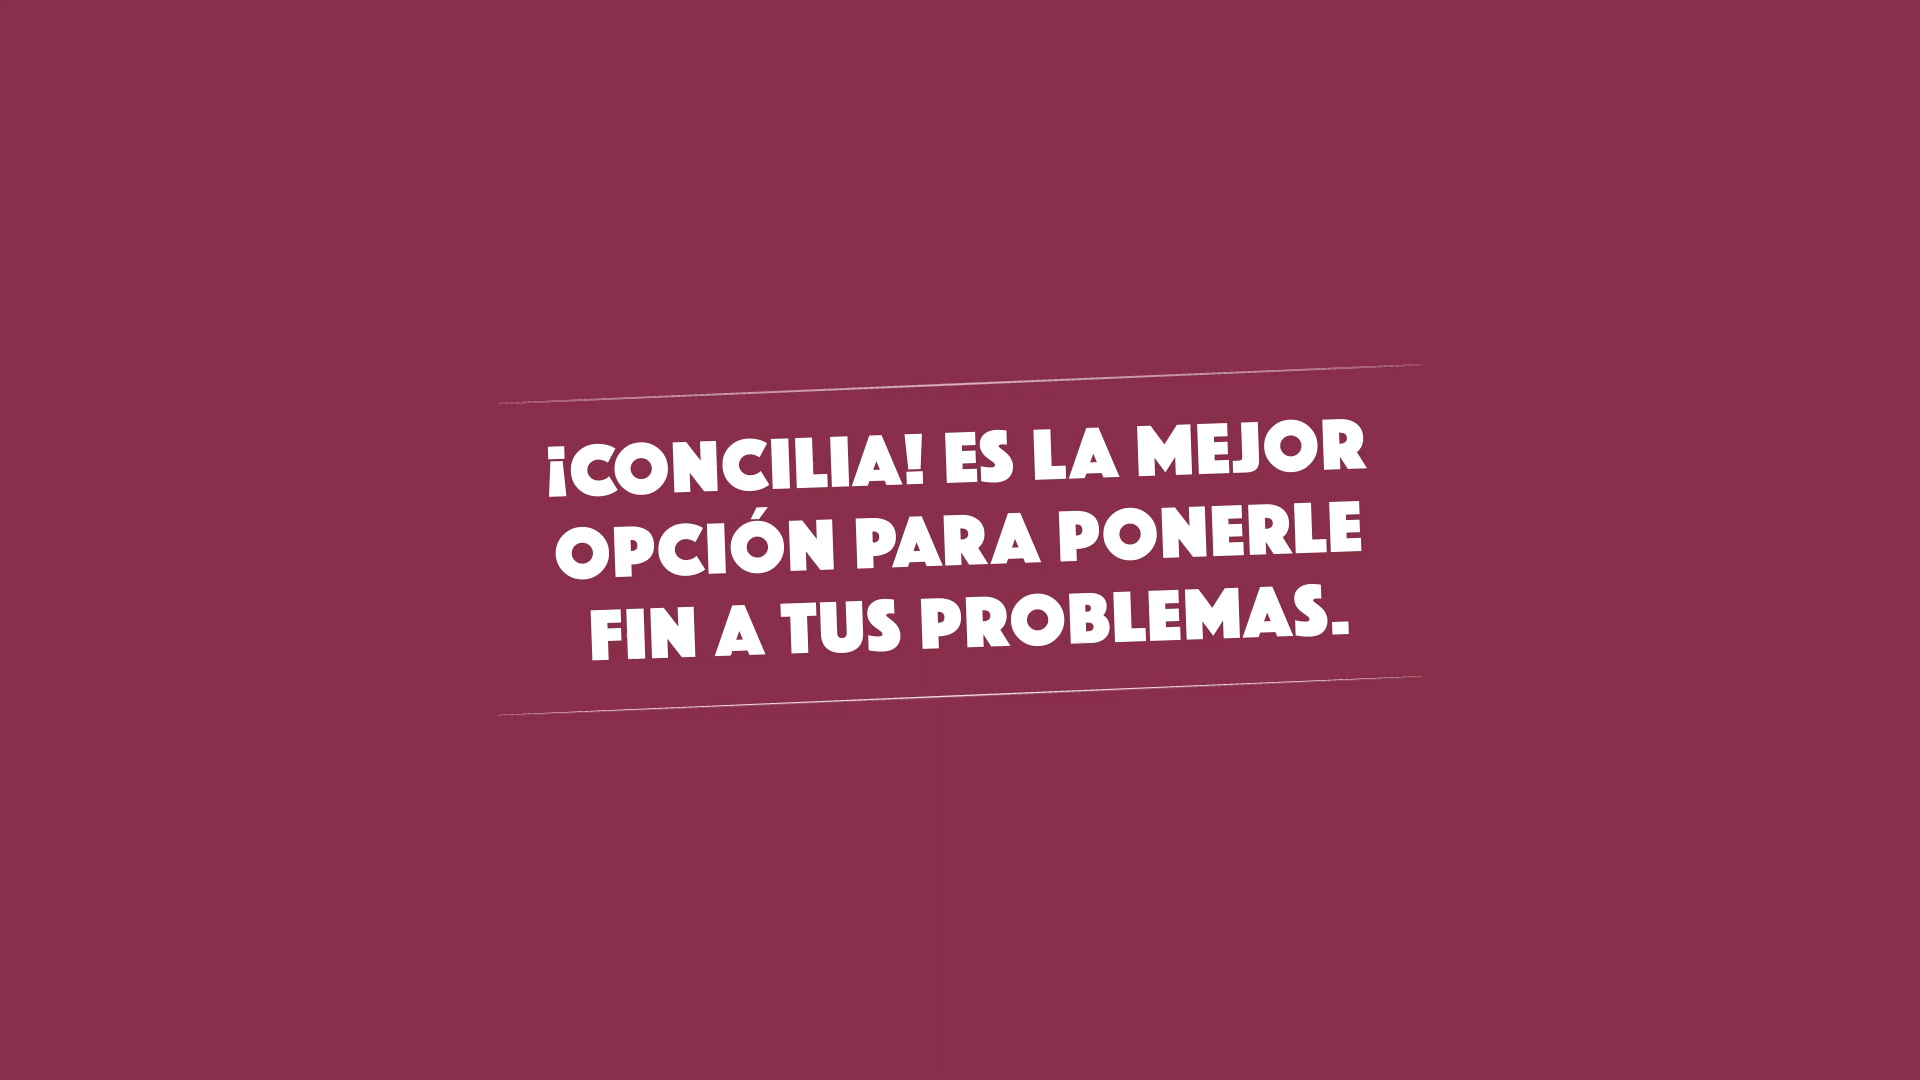 ¡CONCILIA! ES LA MEJOR
OPCIÓN PARA PONERLE
FIN A TUS PROBLEMAS.